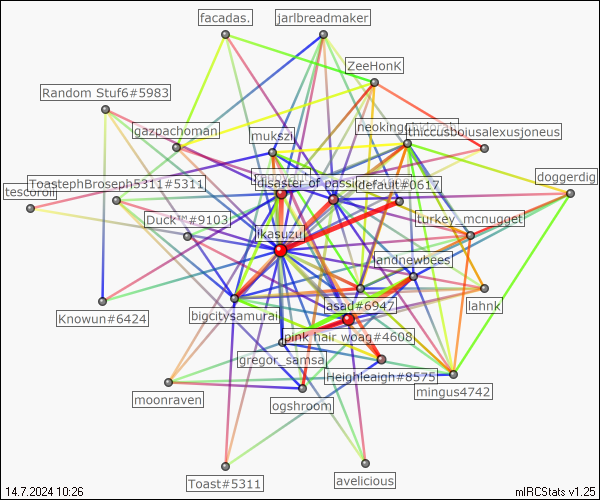 facadas.
jarlbreadmaker
ZeeHonK
Random Stuf6#5983
gazpachoman
mukszi
thiccusboiusalexusjoneus
tescoroll
ToastephBroseph5311#5311
disaster of passi
default#0617
doggerdig
Duck™#9103
turkey_mcnugget
ikasuzu
landnewbees
Knowun#6424
bigcitysamurai
asad#6947
lahnk
pink hair woag#4608
gregor_samsa
Heighleaigh#8575
moonraven
ogshroom
mingus4742
Toast#5311
avelicious
14.7.2024 10:26
mIRCStats v1.25